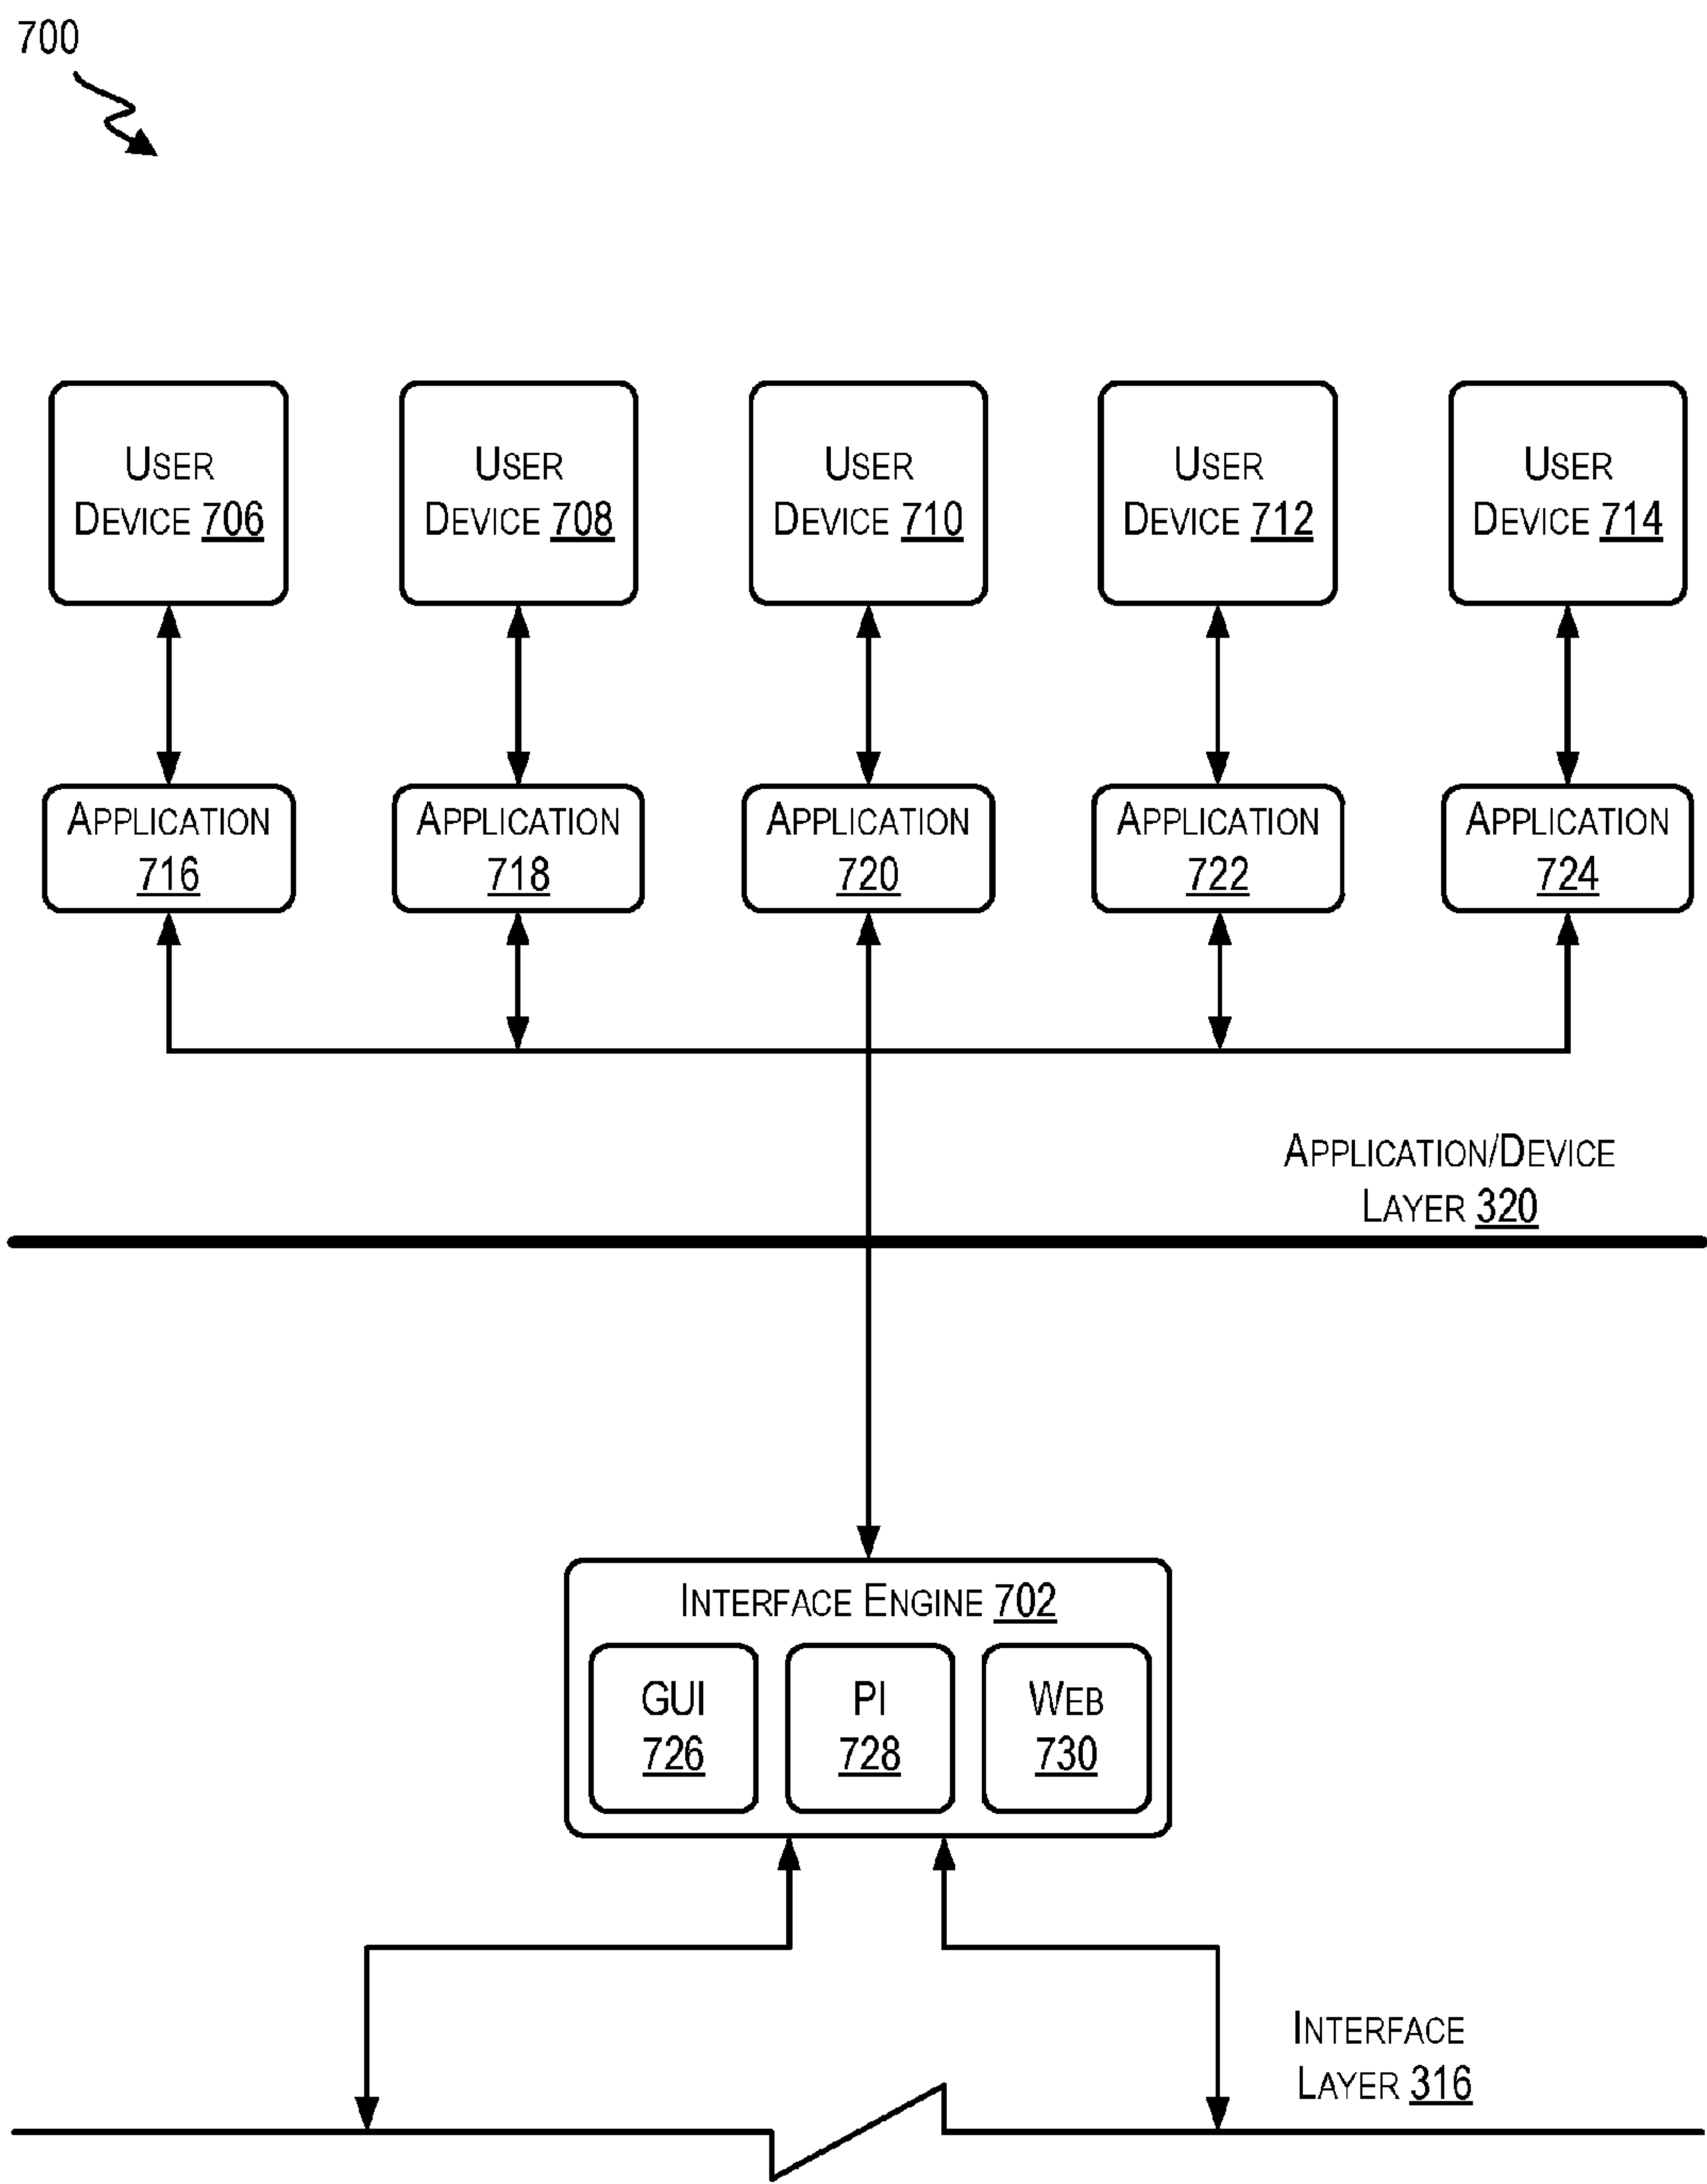 700
USER
DEVICE 706
USER
DEVICE 708
USER
DEVICE 710
USER
DEVICE 712
USER
DEVICE 714
APPLICATION
716
APPLICATION
718
APPLICATION
720
APPLICATION
722
APPLICATION
724
APPLICATION/DEVICE
LAYER 320
INTERFACE ENGINE 702
GUI
726
PI
728
WEB
730
INTERFACE
LAYER 316